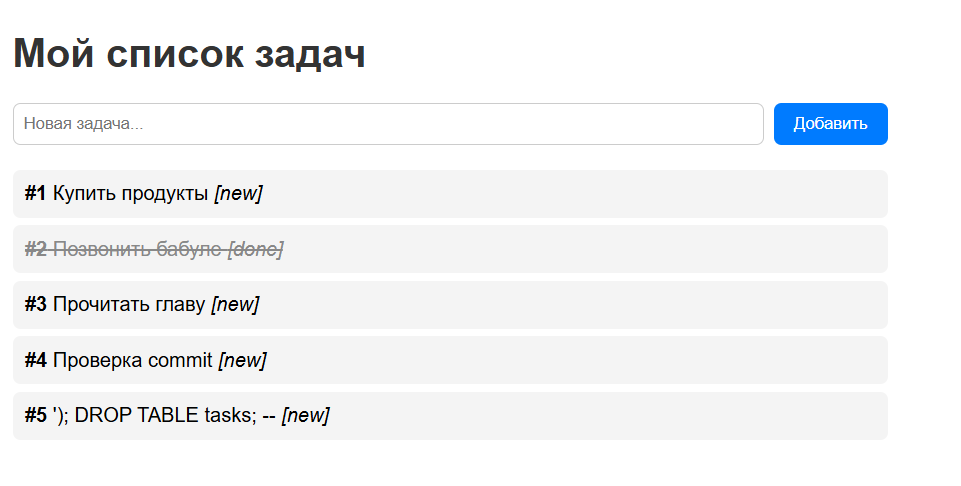 Мой список задач
Новая задача...
Добавить
#1 Купить продукты [new]
#2 Позвонить бабуле [done]
#3 Прочитать главу [new]
#4 Проверка commit [new]
#5 '); DROP TABLE tasks; -- [new]